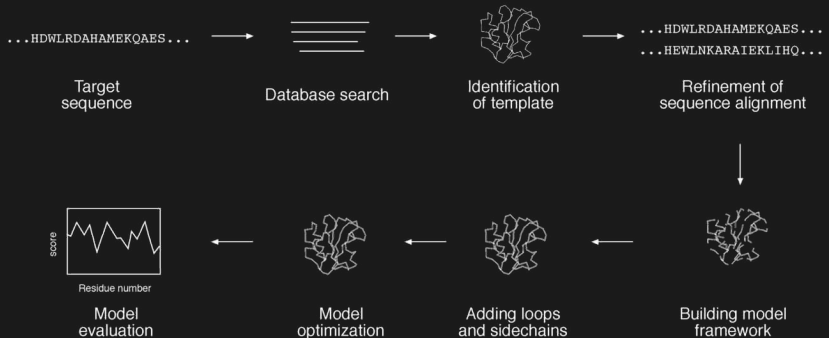 ...HDWLRDAHAMEKQAES...
Target
sequence
Database search
Identification
of template
...HDWLRDAHAMEKQAES...
...HEWLNKARAIEKLIHQ...
Refinement of
sequence alignment
Building model
framework
Adding loops
and sidechains
Model
optimization
score
Residue number
Model
evaluation